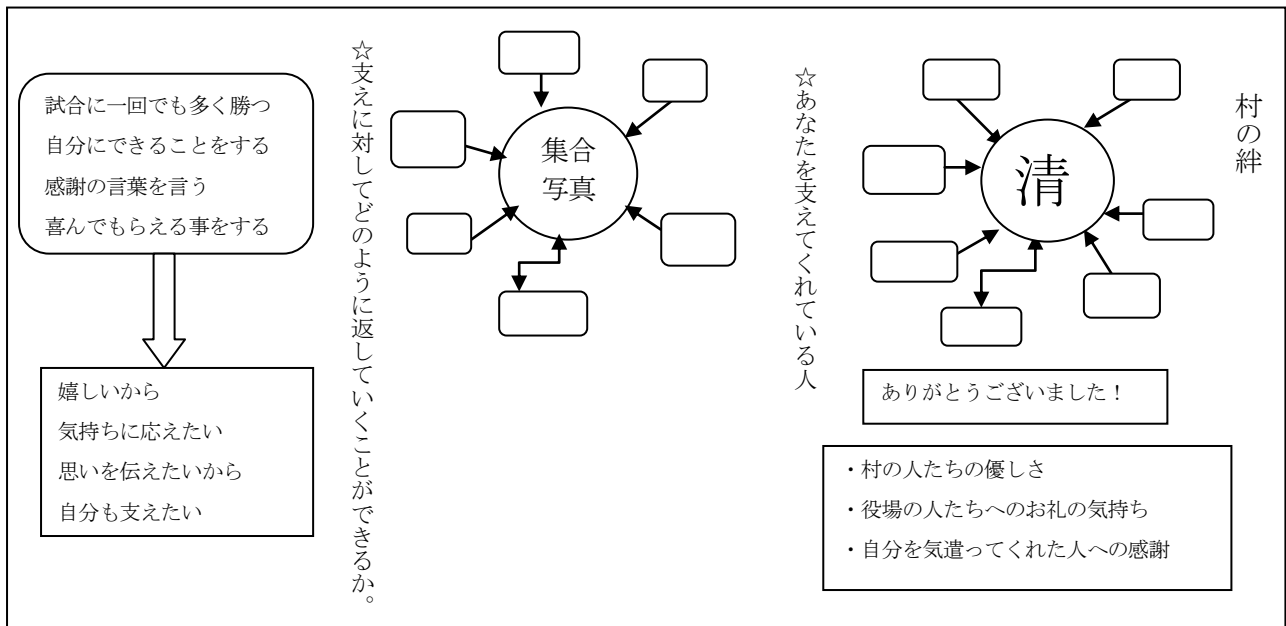 村の絆
清
ありがとうございました！
・村の人たちの優しさ
・役場の人たちへのお礼の気持ち
・自分を気遣ってくれた人への感謝
☆あなたを支えてくれている人
集合
写真
☆支えに対してどのように返していくことができるか。
試合に一回でも多く勝つ
自分にできることをする
感謝の言葉を言う
喜んでもらえる事をする
嬉しいから
気持ちに応えたい
思いを伝えたいから
自分も支えたい